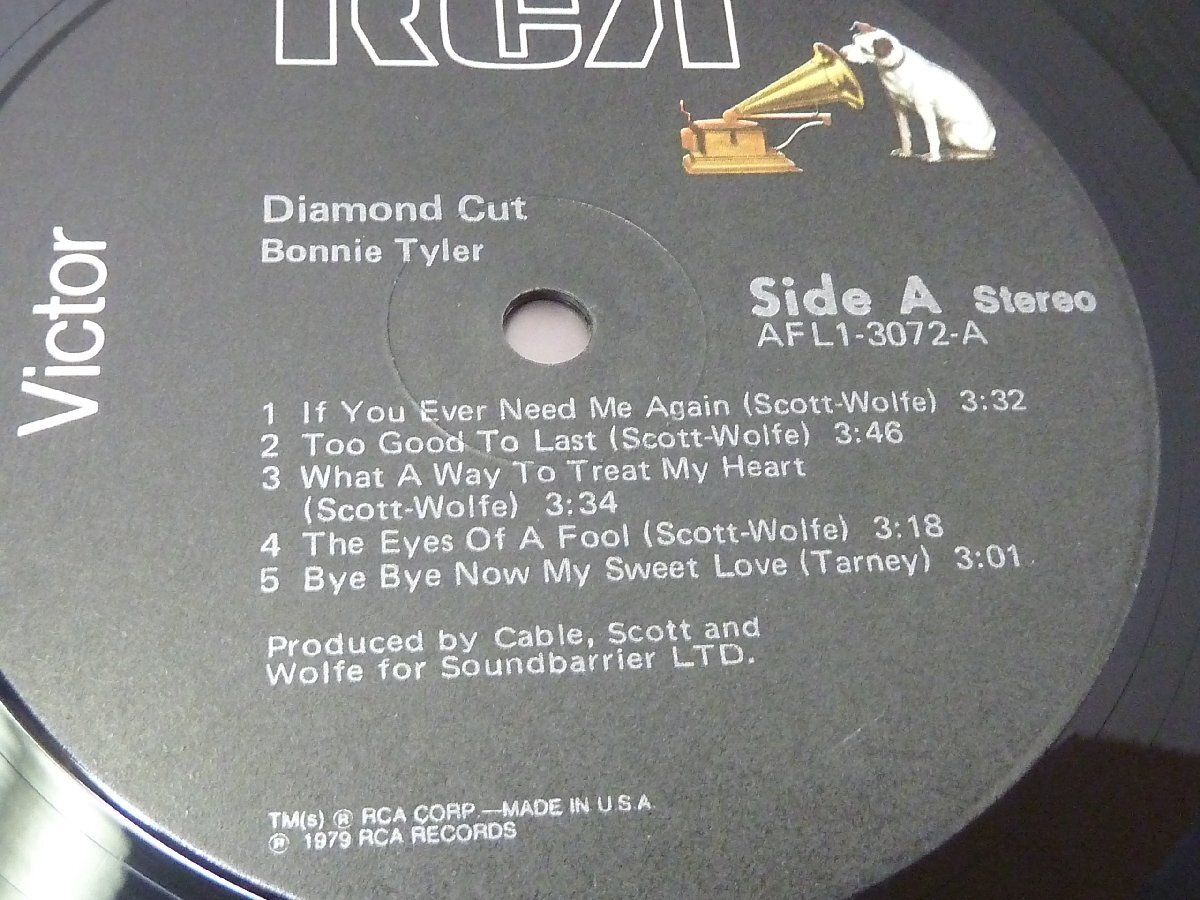 RCA
Victor
Diamond Cut
Bonnie Tyler
Side A Stereo
AFL1-3072-A
1 If You Ever Need Me Again (Scott-Wolfe) 3:32
2 Too Good To Last (Scott-Wolfe) 3:46
3 What A Way To Treat My Heart
(Scott-Wolfe) 3:34
4 The Eyes Of A Fool (Scott-Wolfe) 3:18
5 Bye Bye Now My Sweet Love (Tarney) 3:01
Produced by Cable, Scott and
Wolfe for Soundbarrier LTD.
TM(s) ® RCA CORP.—MADE IN U.S.A.
℗ 1979 RCA RECORDS